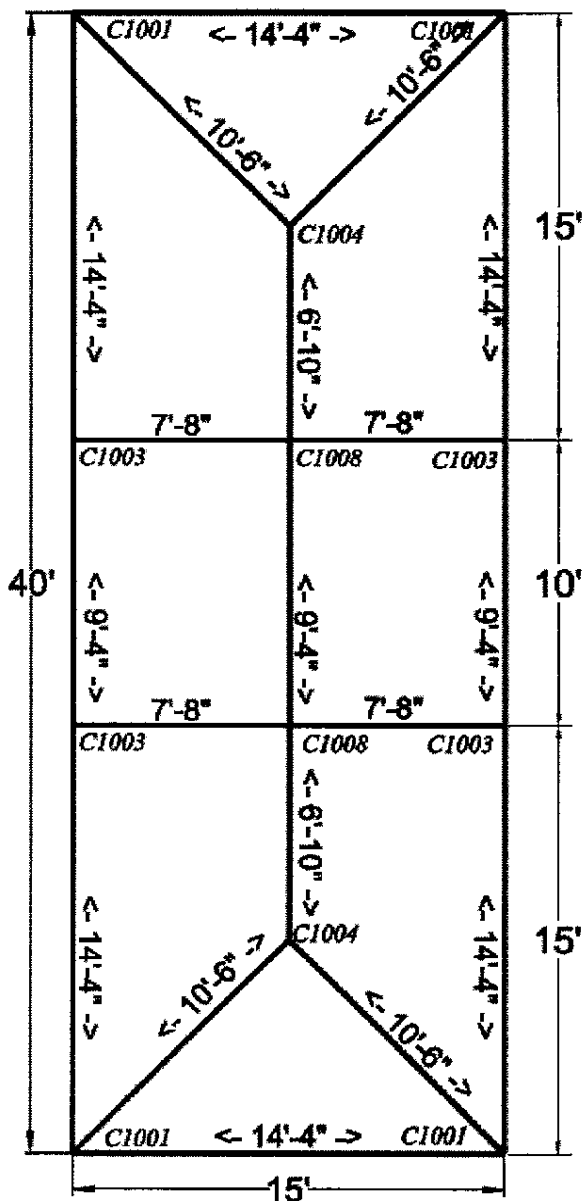 C1001 <- 14'-4" -> C1001
<- 10'-6" -> <- 10'-6" ->
C1004
<- 14'-4" -> <- 6'-10" -> <- 14'-4" -> 15'
7'-8" 7'-8"
C1003 C1008 C1003
40' <- 9'-4" -> <- 9'-4" -> <- 9'-4" -> 10'
7'-8" 7'-8"
C1003 C1008 C1003
<- 6'-10" ->
<- 14'-4" -> C1004 <- 14'-4" -> 15'
<- 10'-6" -> <- 10'-6" ->
C1001 <- 14'-4" -> C1001
15'